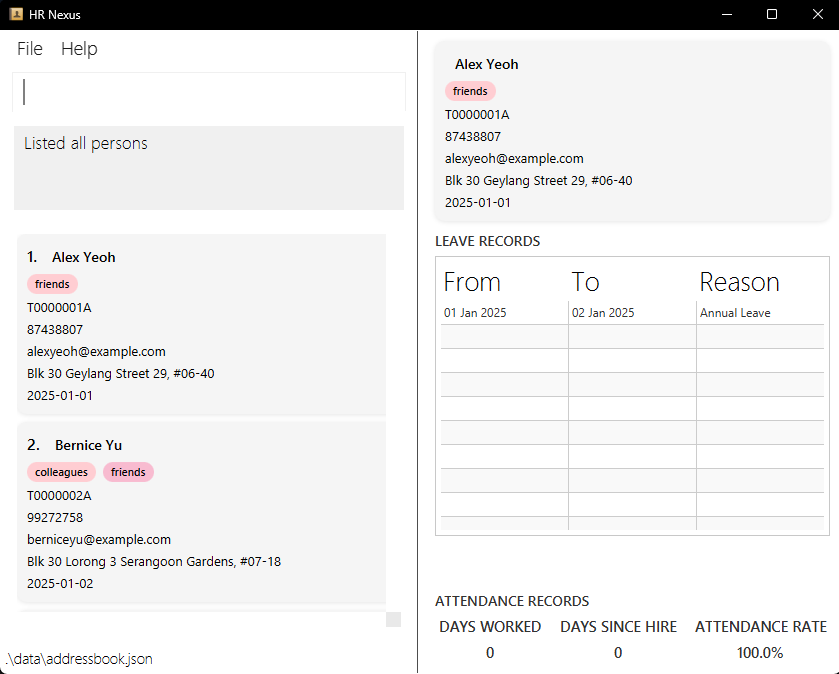 HR Nexus
File Help
Listed all persons
1. Alex Yeoh
friends
T0000001A
87438807
alexyeoh@example.com
Blk 30 Geylang Street 29, #06-40
2025-01-01
2. Bernice Yu
colleagues friends
T0000002A
99272758
berniceyu@example.com
Blk 30 Lorong 3 Serangoon Gardens, #07-18
2025-01-02
.\data\addressbook.json
Alex Yeoh
friends
T0000001A
87438807
alexyeoh@example.com
Blk 30 Geylang Street 29, #06-40
2025-01-01
LEAVE RECORDS
From To Reason
01 Jan 2025 02 Jan 2025 Annual Leave
ATTENDANCE RECORDS
DAYS WORKED DAYS SINCE HIRE ATTENDANCE RATE
0 0 100.0%